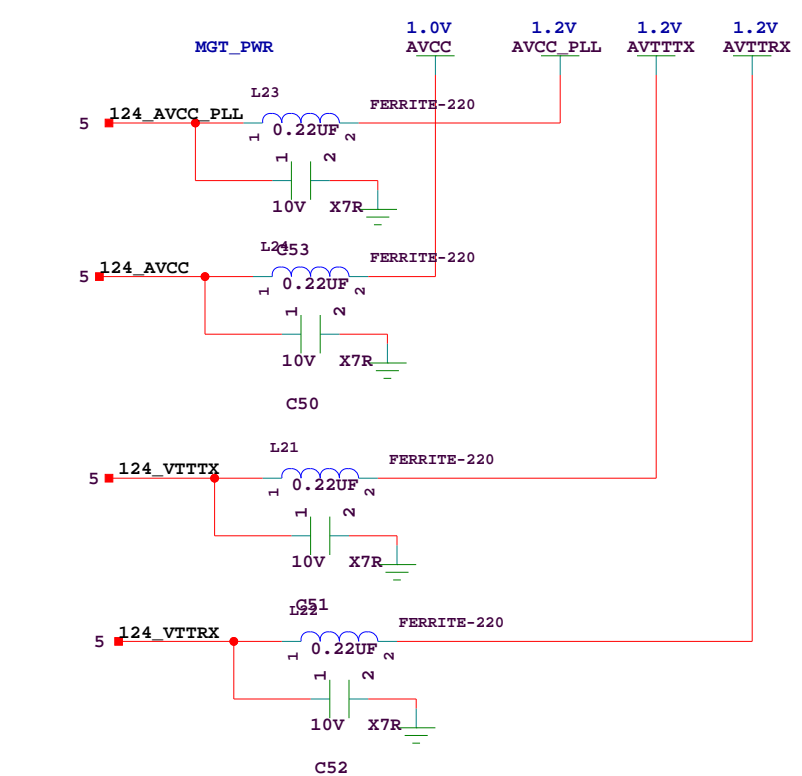 1.0V 1.2V 1.2V 1.2V
MGT_PWR AVCC AVCC_PLL AVTTTX AVTTRX
L23
FERRITE-220
5 124_AVCC_PLL
1 0.22UF 2
1 2
10V X7R
C53
L24
FERRITE-220
5 124_AVCC
1 0.22UF 2
1 2
10V X7R
C50
L21
FERRITE-220
5 124_VTTTX
1 0.22UF 2
1 2
10V X7R
C51
L22
FERRITE-220
5 124_VTTRX
1 0.22UF 2
1 2
10V X7R
C52